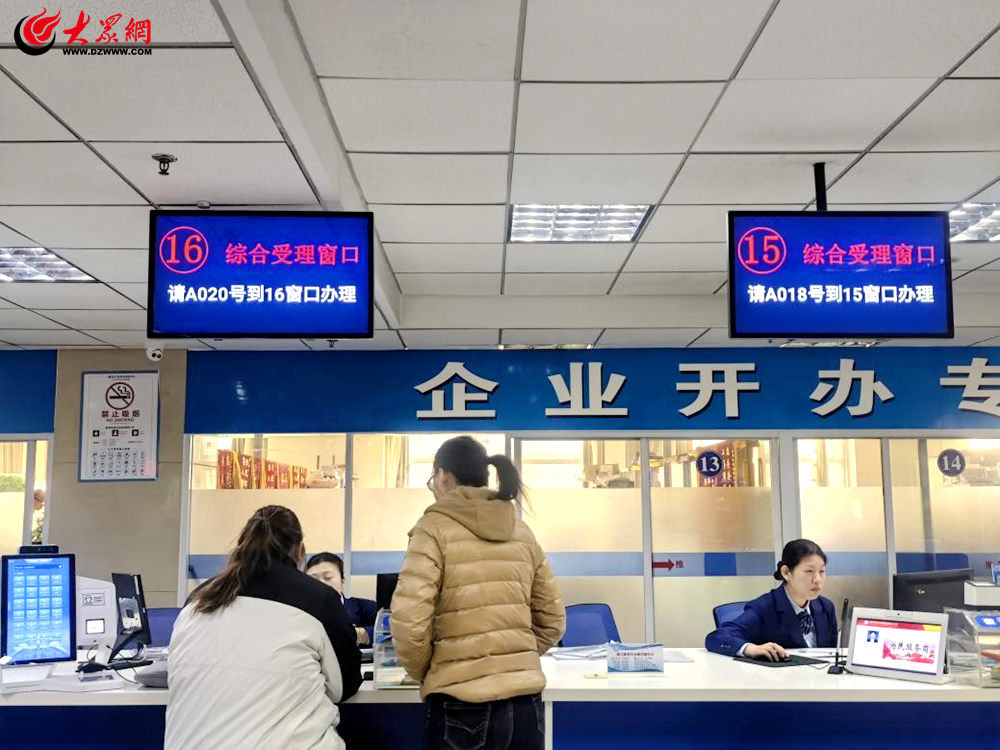 大眾網
WWW.DZWWW.COM
16 综合受理窗口
请A020号到16窗口办理
15 综合受理窗口
请A018号到15窗口办理
企业开办专
禁止吸烟
NO SMOKING
13
14
推
为民服务岗